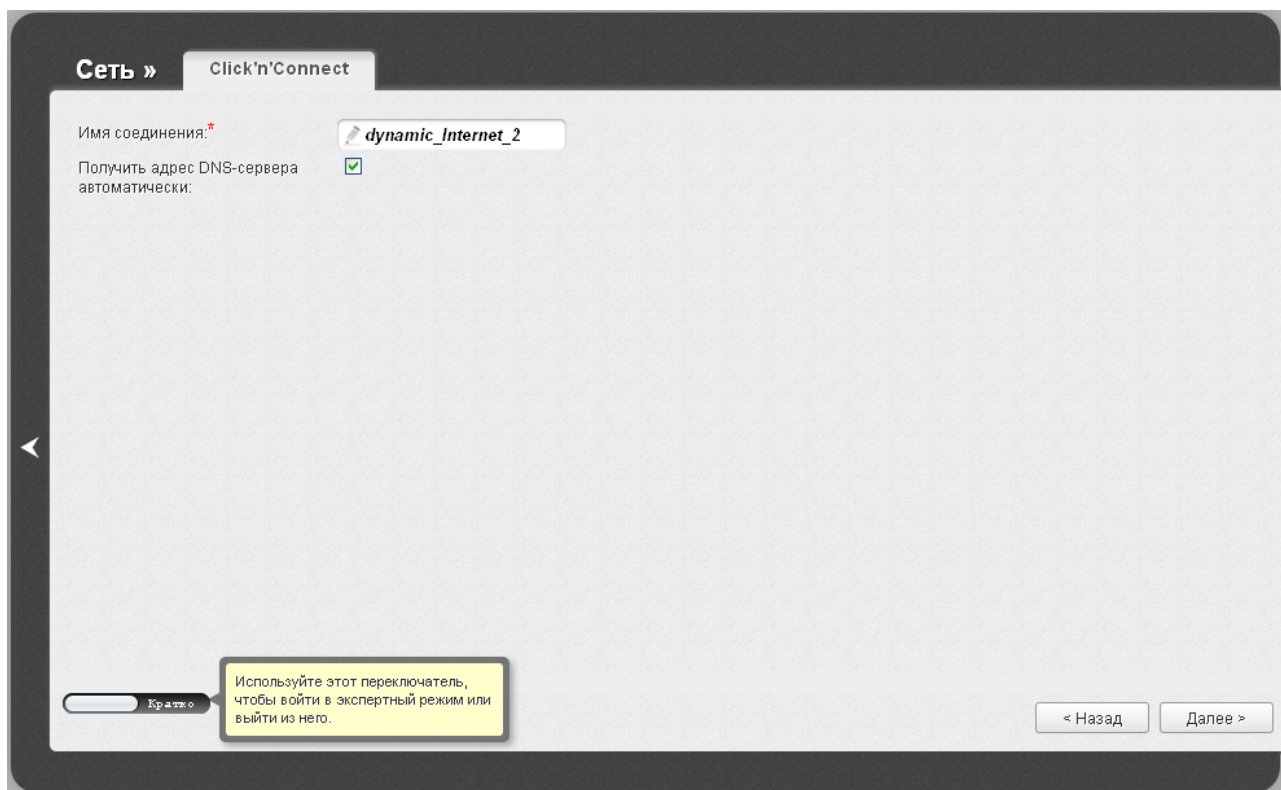 Сеть »
Click'n'Connect
Имя соединения:*
dynamic_Internet_2
Получить адрес DNS-сервера
автоматически:
Кратко
Используйте этот переключатель,
чтобы войти в экспертный режим или
выйти из него.
< Назад
Далее >